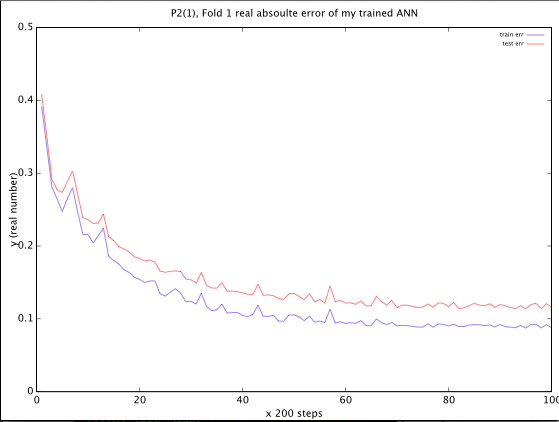 P2(1), Fold 1 real absoulte error of my trained ANN
train err
test err
y (real number)
0.5
0.4
0.3
0.2
0.1
0
0 20 40 60 80 100
x 200 steps